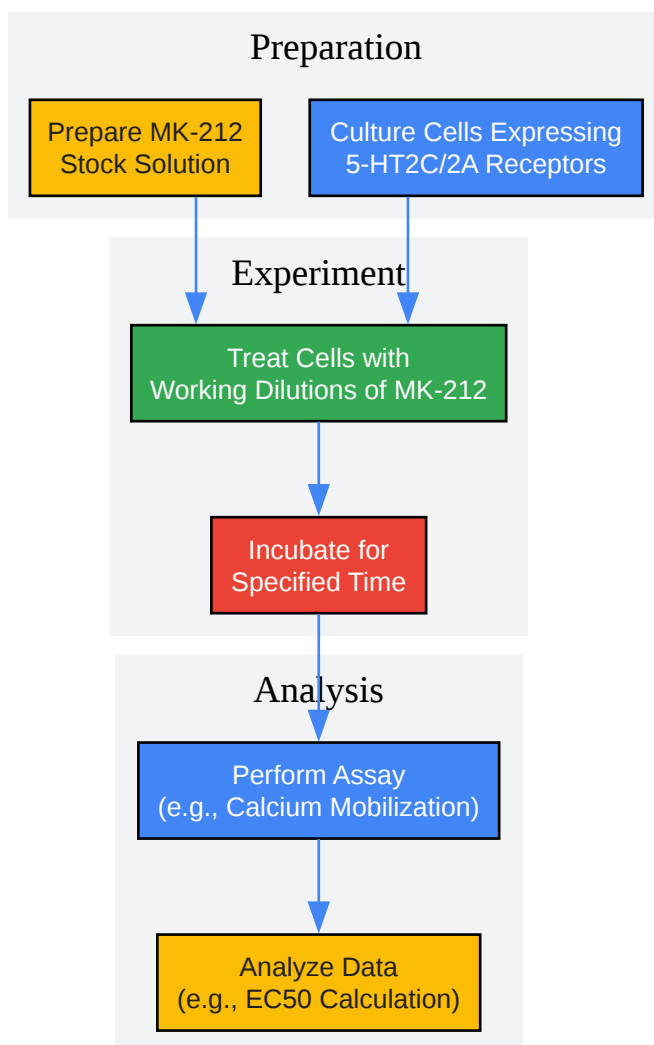 Preparation
Prepare MK-212
Stock Solution
Culture Cells Expressing
5-HT2C/2A Receptors
Experiment
Treat Cells with
Working Dilutions of MK-212
Incubate for
Specified Time
Analysis
Perform Assay
(e.g., Calcium Mobilization)
Analyze Data
(e.g., EC50 Calculation)